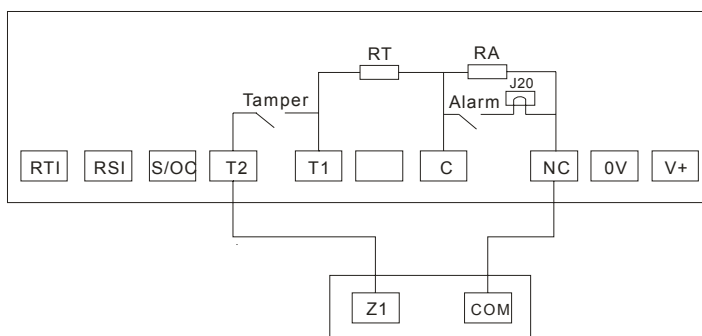 RT
RA
J20
Tamper
Alarm
RTI
RSI
S/OC
T2
T1
C
NC
0V
V+
Z1
COM